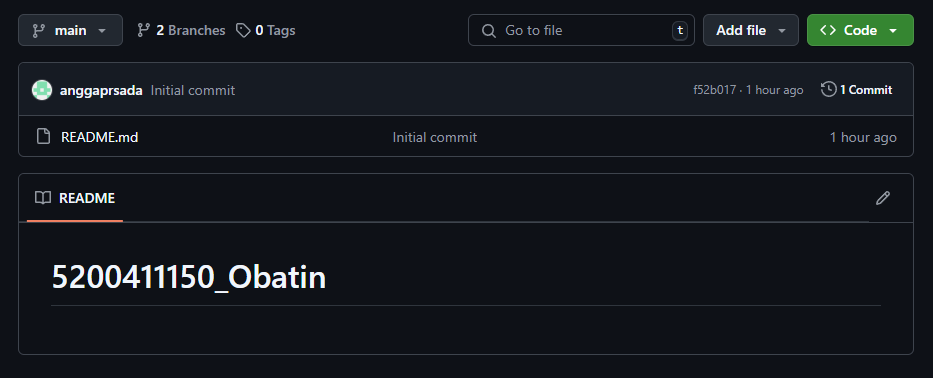 main 2 Branches 0 Tags Go to file t Add file Code
anggaprsada Initial commit f52b017 · 1 hour ago 1 Commit
README.md Initial commit 1 hour ago
README
5200411150_Obatin